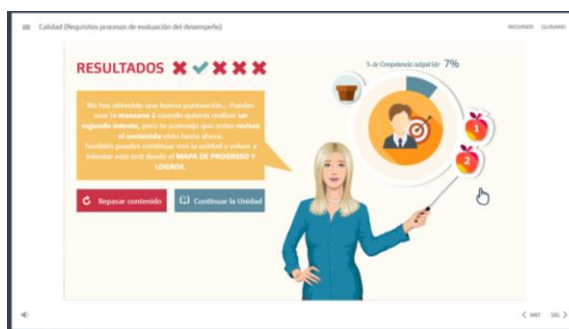 Calidad (Requisitos procesos de evaluación del desempeño)
RECURSOS GLOSARIO
RESULTADOS
% de Competencia adquirida 7%
No has obtenido una buena puntuación... Puedes
usar la manzana 1 cuando quieras realizar un
segundo intento, pero te aconsejo que antes revises
el contenido visto hasta ahora.
También puedes continuar con la unidad y volver a
intentar este test desde el MAPA DE PROGRESO Y
LOGROS.
1
2
Repasar contenido
Continuar la Unidad
ANT SIG